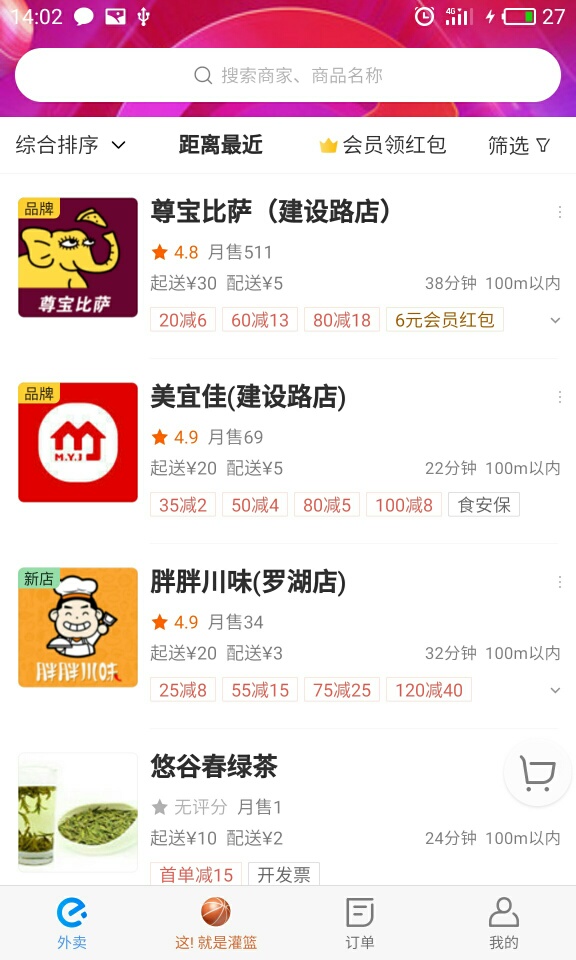 14:02 4G 27
搜索商家、商品名称
综合排序 距离最近 会员领红包 筛选
品牌
尊宝比萨
尊宝比萨（建设路店）
4.8 月售511
起送¥30 配送¥5 38分钟 100m以内
20减6 60减13 80减18 6元会员红包
品牌
M.Y.J
美宜佳(建设路店)
4.9 月售69
起送¥20 配送¥5 22分钟 100m以内
35减2 50减4 80减5 100减8 食安保
新店
胖胖川味
胖胖川味(罗湖店)
4.9 月售34
起送¥20 配送¥3 32分钟 100m以内
25减8 55减15 75减25 120减40
悠谷春绿茶
无评分 月售1
起送¥10 配送¥2 24分钟 100m以内
首单减15 开发票
外卖 这! 就是灌篮 订单 我的